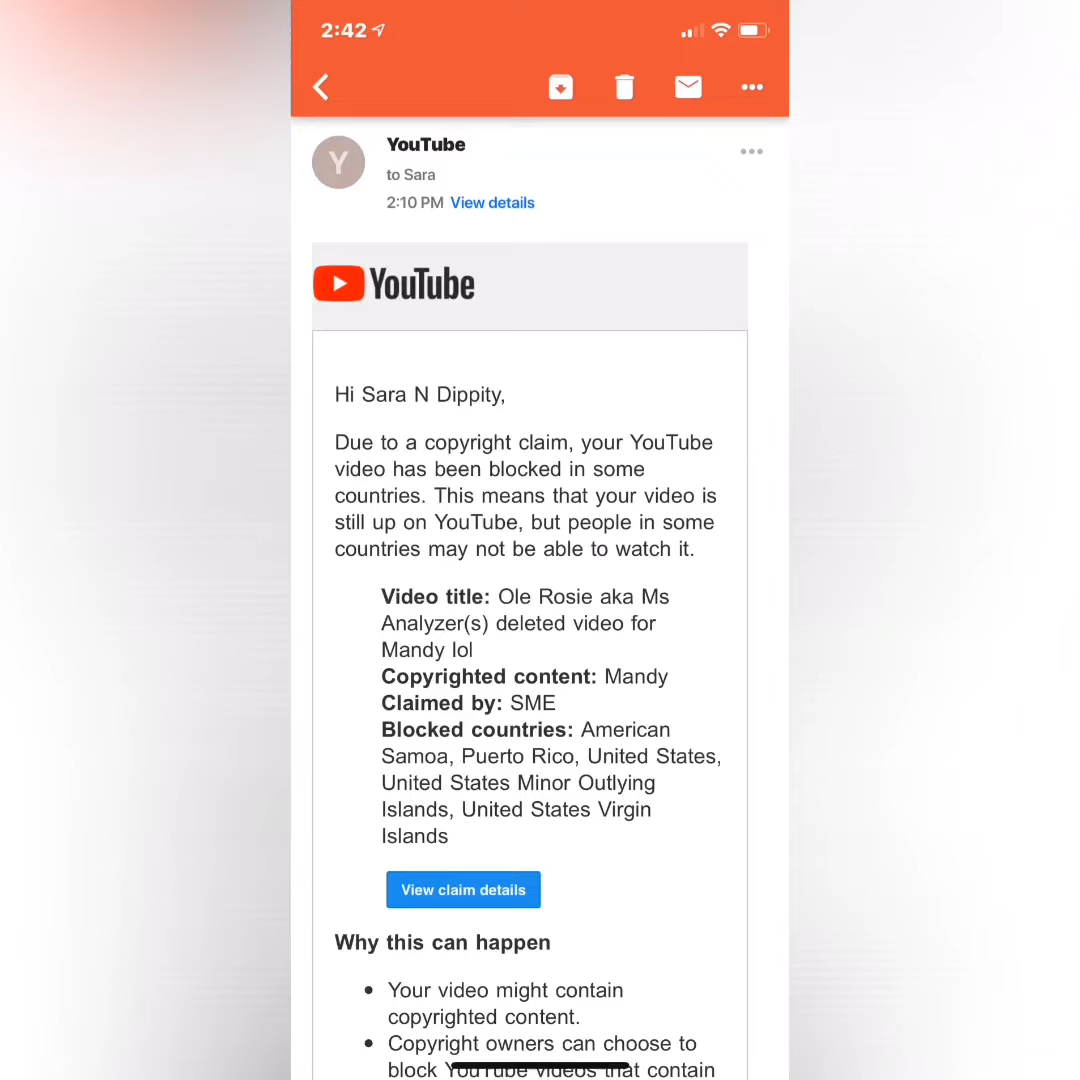 2:42
YouTube
Y
to Sara
2:10 PM View details
YouTube
Hi Sara N Dippity,
Due to a copyright claim, your YouTube
video has been blocked in some
countries. This means that your video is
still up on YouTube, but people in some
countries may not be able to watch it.
Video title: Ole Rosie aka Ms
Analyzer(s) deleted video for
Mandy lol
Copyrighted content: Mandy
Claimed by: SME
Blocked countries: American
Samoa, Puerto Rico, United States,
United States Minor Outlying
Islands, United States Virgin
Islands
View claim details
Why this can happen
• Your video might contain
copyrighted content.
• Copyright owners can choose to
block YouTube videos that contain